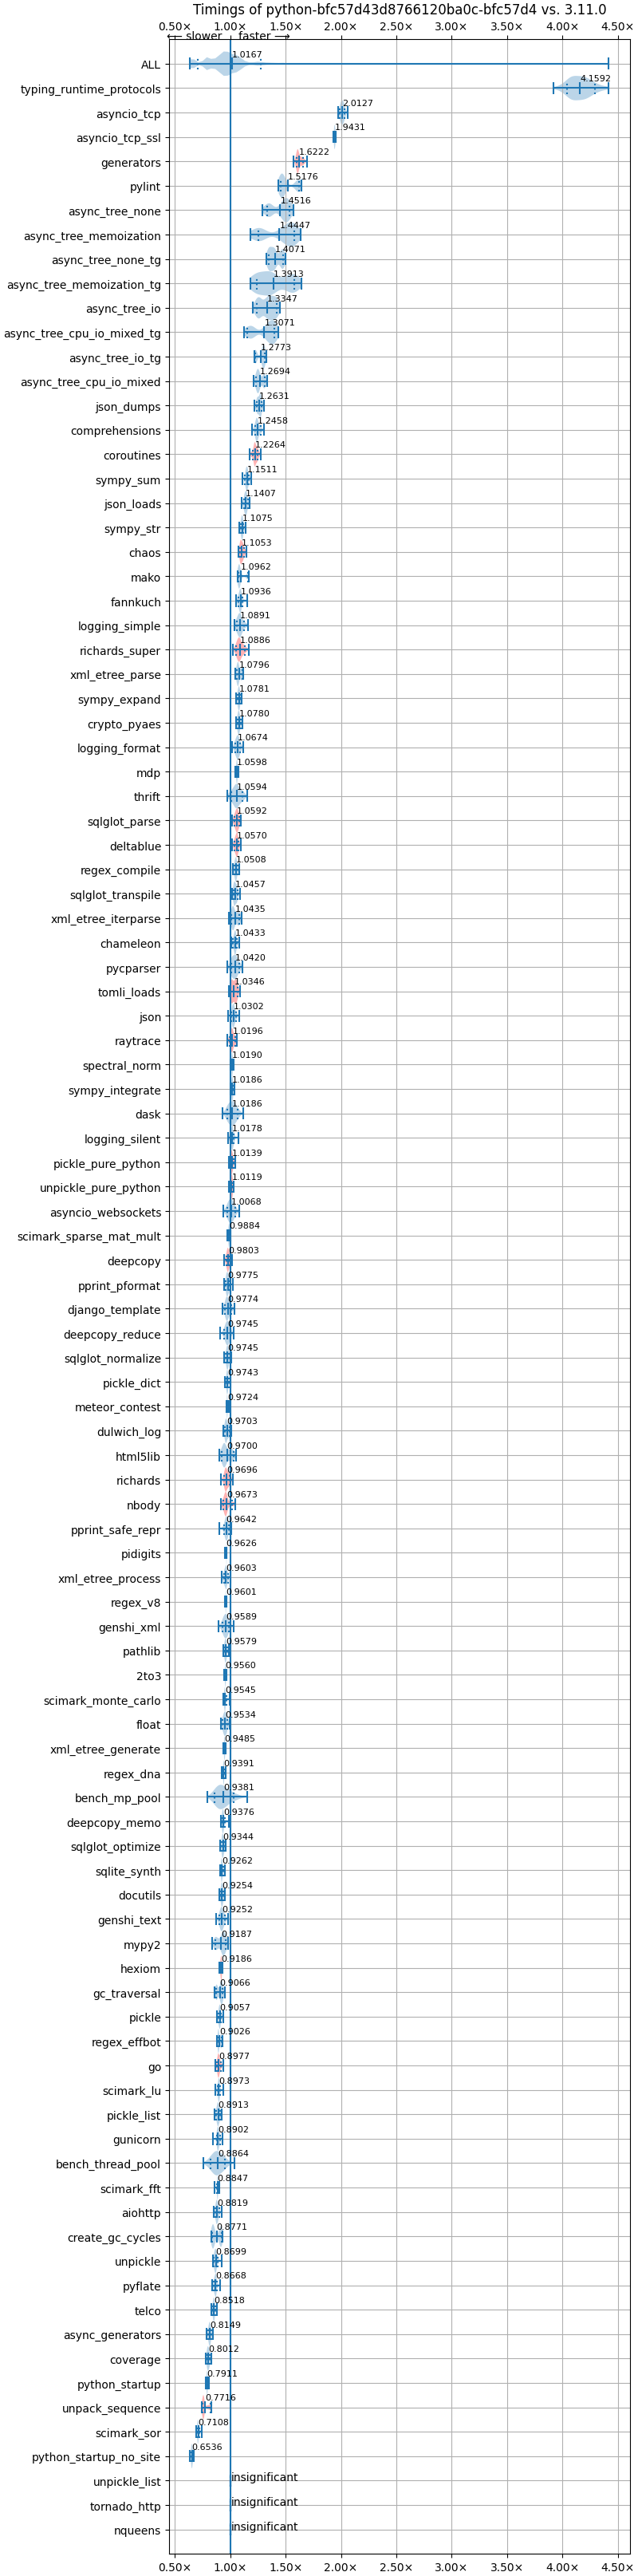 Timings of python-bfc57d43d8766120ba0c-bfc57d4 vs. 3.11.0
0.50× 1.00× 1.50× 2.00× 2.50× 3.00× 3.50× 4.00× 4.50×
← slower faster →
ALL 1.0167
typing_runtime_protocols 4.1592
asyncio_tcp 2.0127
asyncio_tcp_ssl 1.9431
generators 1.6222
pylint 1.5176
async_tree_none 1.4516
async_tree_memoization 1.4447
async_tree_none_tg 1.4071
async_tree_memoization_tg 1.3913
async_tree_io 1.3347
async_tree_cpu_io_mixed_tg 1.3071
async_tree_io_tg 1.2773
async_tree_cpu_io_mixed 1.2694
json_dumps 1.2631
comprehensions 1.2458
coroutines 1.2264
sympy_sum 1.1511
json_loads 1.1407
sympy_str 1.1075
chaos 1.1053
mako 1.0962
fannkuch 1.0936
logging_simple 1.0891
richards_super 1.0886
xml_etree_parse 1.0796
sympy_expand 1.0781
crypto_pyaes 1.0780
logging_format 1.0674
mdp 1.0598
thrift 1.0594
sqlglot_parse 1.0592
deltablue 1.0570
regex_compile 1.0508
sqlglot_transpile 1.0457
xml_etree_iterparse 1.0435
chameleon 1.0433
pycparser 1.0420
tomli_loads 1.0346
json 1.0302
raytrace 1.0196
spectral_norm 1.0190
sympy_integrate 1.0186
dask 1.0186
logging_silent 1.0178
pickle_pure_python 1.0139
unpickle_pure_python 1.0119
asyncio_websockets 1.0068
scimark_sparse_mat_mult 0.9884
deepcopy 0.9803
pprint_pformat 0.9775
django_template 0.9774
deepcopy_reduce 0.9745
sqlglot_normalize 0.9745
pickle_dict 0.9743
meteor_contest 0.9724
dulwich_log 0.9703
html5lib 0.9700
richards 0.9696
nbody 0.9673
pprint_safe_repr 0.9642
pidigits 0.9626
xml_etree_process 0.9603
regex_v8 0.9601
genshi_xml 0.9589
pathlib 0.9579
2to3 0.9560
scimark_monte_carlo 0.9545
float 0.9534
xml_etree_generate 0.9485
regex_dna 0.9391
bench_mp_pool 0.9381
deepcopy_memo 0.9376
sqlglot_optimize 0.9344
sqlite_synth 0.9262
docutils 0.9254
genshi_text 0.9252
mypy2 0.9187
hexiom 0.9186
gc_traversal 0.9066
pickle 0.9057
regex_effbot 0.9026
go 0.8977
scimark_lu 0.8973
pickle_list 0.8913
gunicorn 0.8902
bench_thread_pool 0.8864
scimark_fft 0.8847
aiohttp 0.8819
create_gc_cycles 0.8771
unpickle 0.8699
pyflate 0.8668
telco 0.8518
async_generators 0.8149
coverage 0.8012
python_startup 0.7911
unpack_sequence 0.7716
scimark_sor 0.7108
python_startup_no_site 0.6536
unpickle_list insignificant
tornado_http insignificant
nqueens insignificant
0.50× 1.00× 1.50× 2.00× 2.50× 3.00× 3.50× 4.00× 4.50×